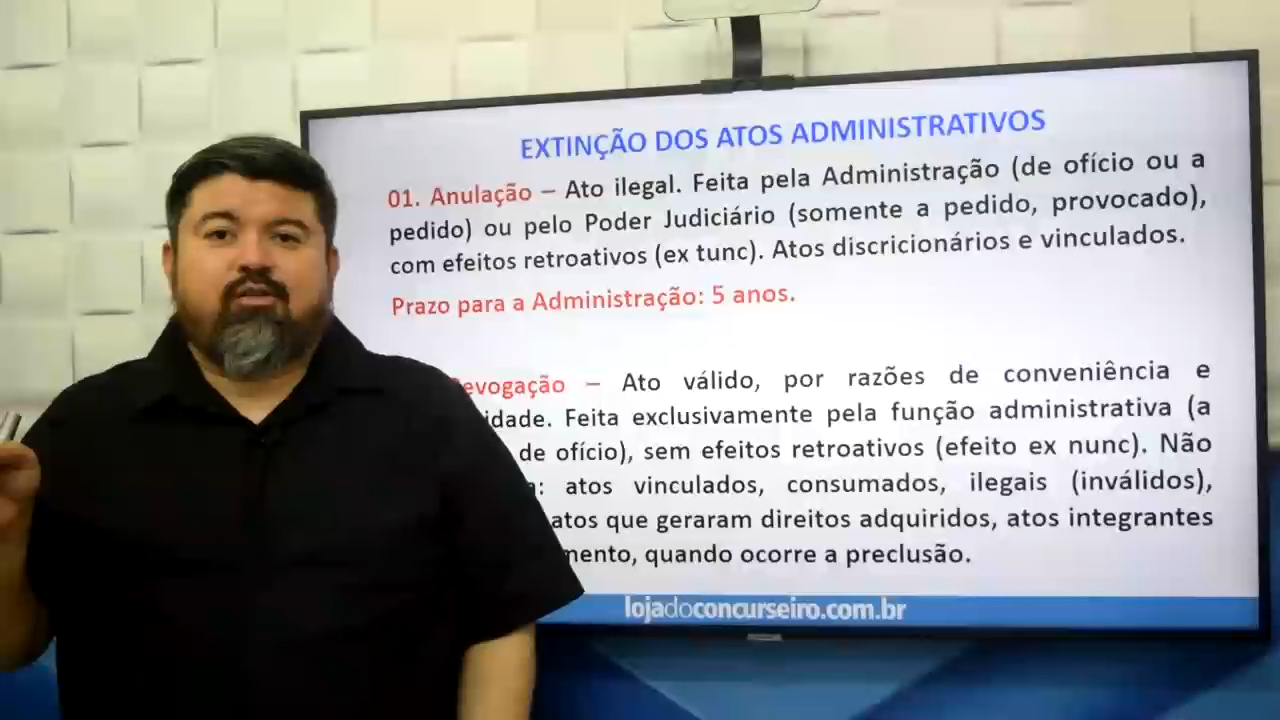 EXTINÇÃO DOS ATOS ADMINISTRATIVOS
01. Anulação – Ato ilegal. Feita pela Administração (de ofício ou a
pedido) ou pelo Poder Judiciário (somente a pedido, provocado),
com efeitos retroativos (ex tunc). Atos discricionários e vinculados.
Prazo para a Administração: 5 anos.
evogação – Ato válido, por razões de conveniência e
idade. Feita exclusivamente pela função administrativa (a
de ofício), sem efeitos retroativos (efeito ex nunc). Não
: atos vinculados, consumados, ilegais (inválidos),
atos que geraram direitos adquiridos, atos integrantes
mento, quando ocorre a preclusão.
lojadoconcurseiro.com.br